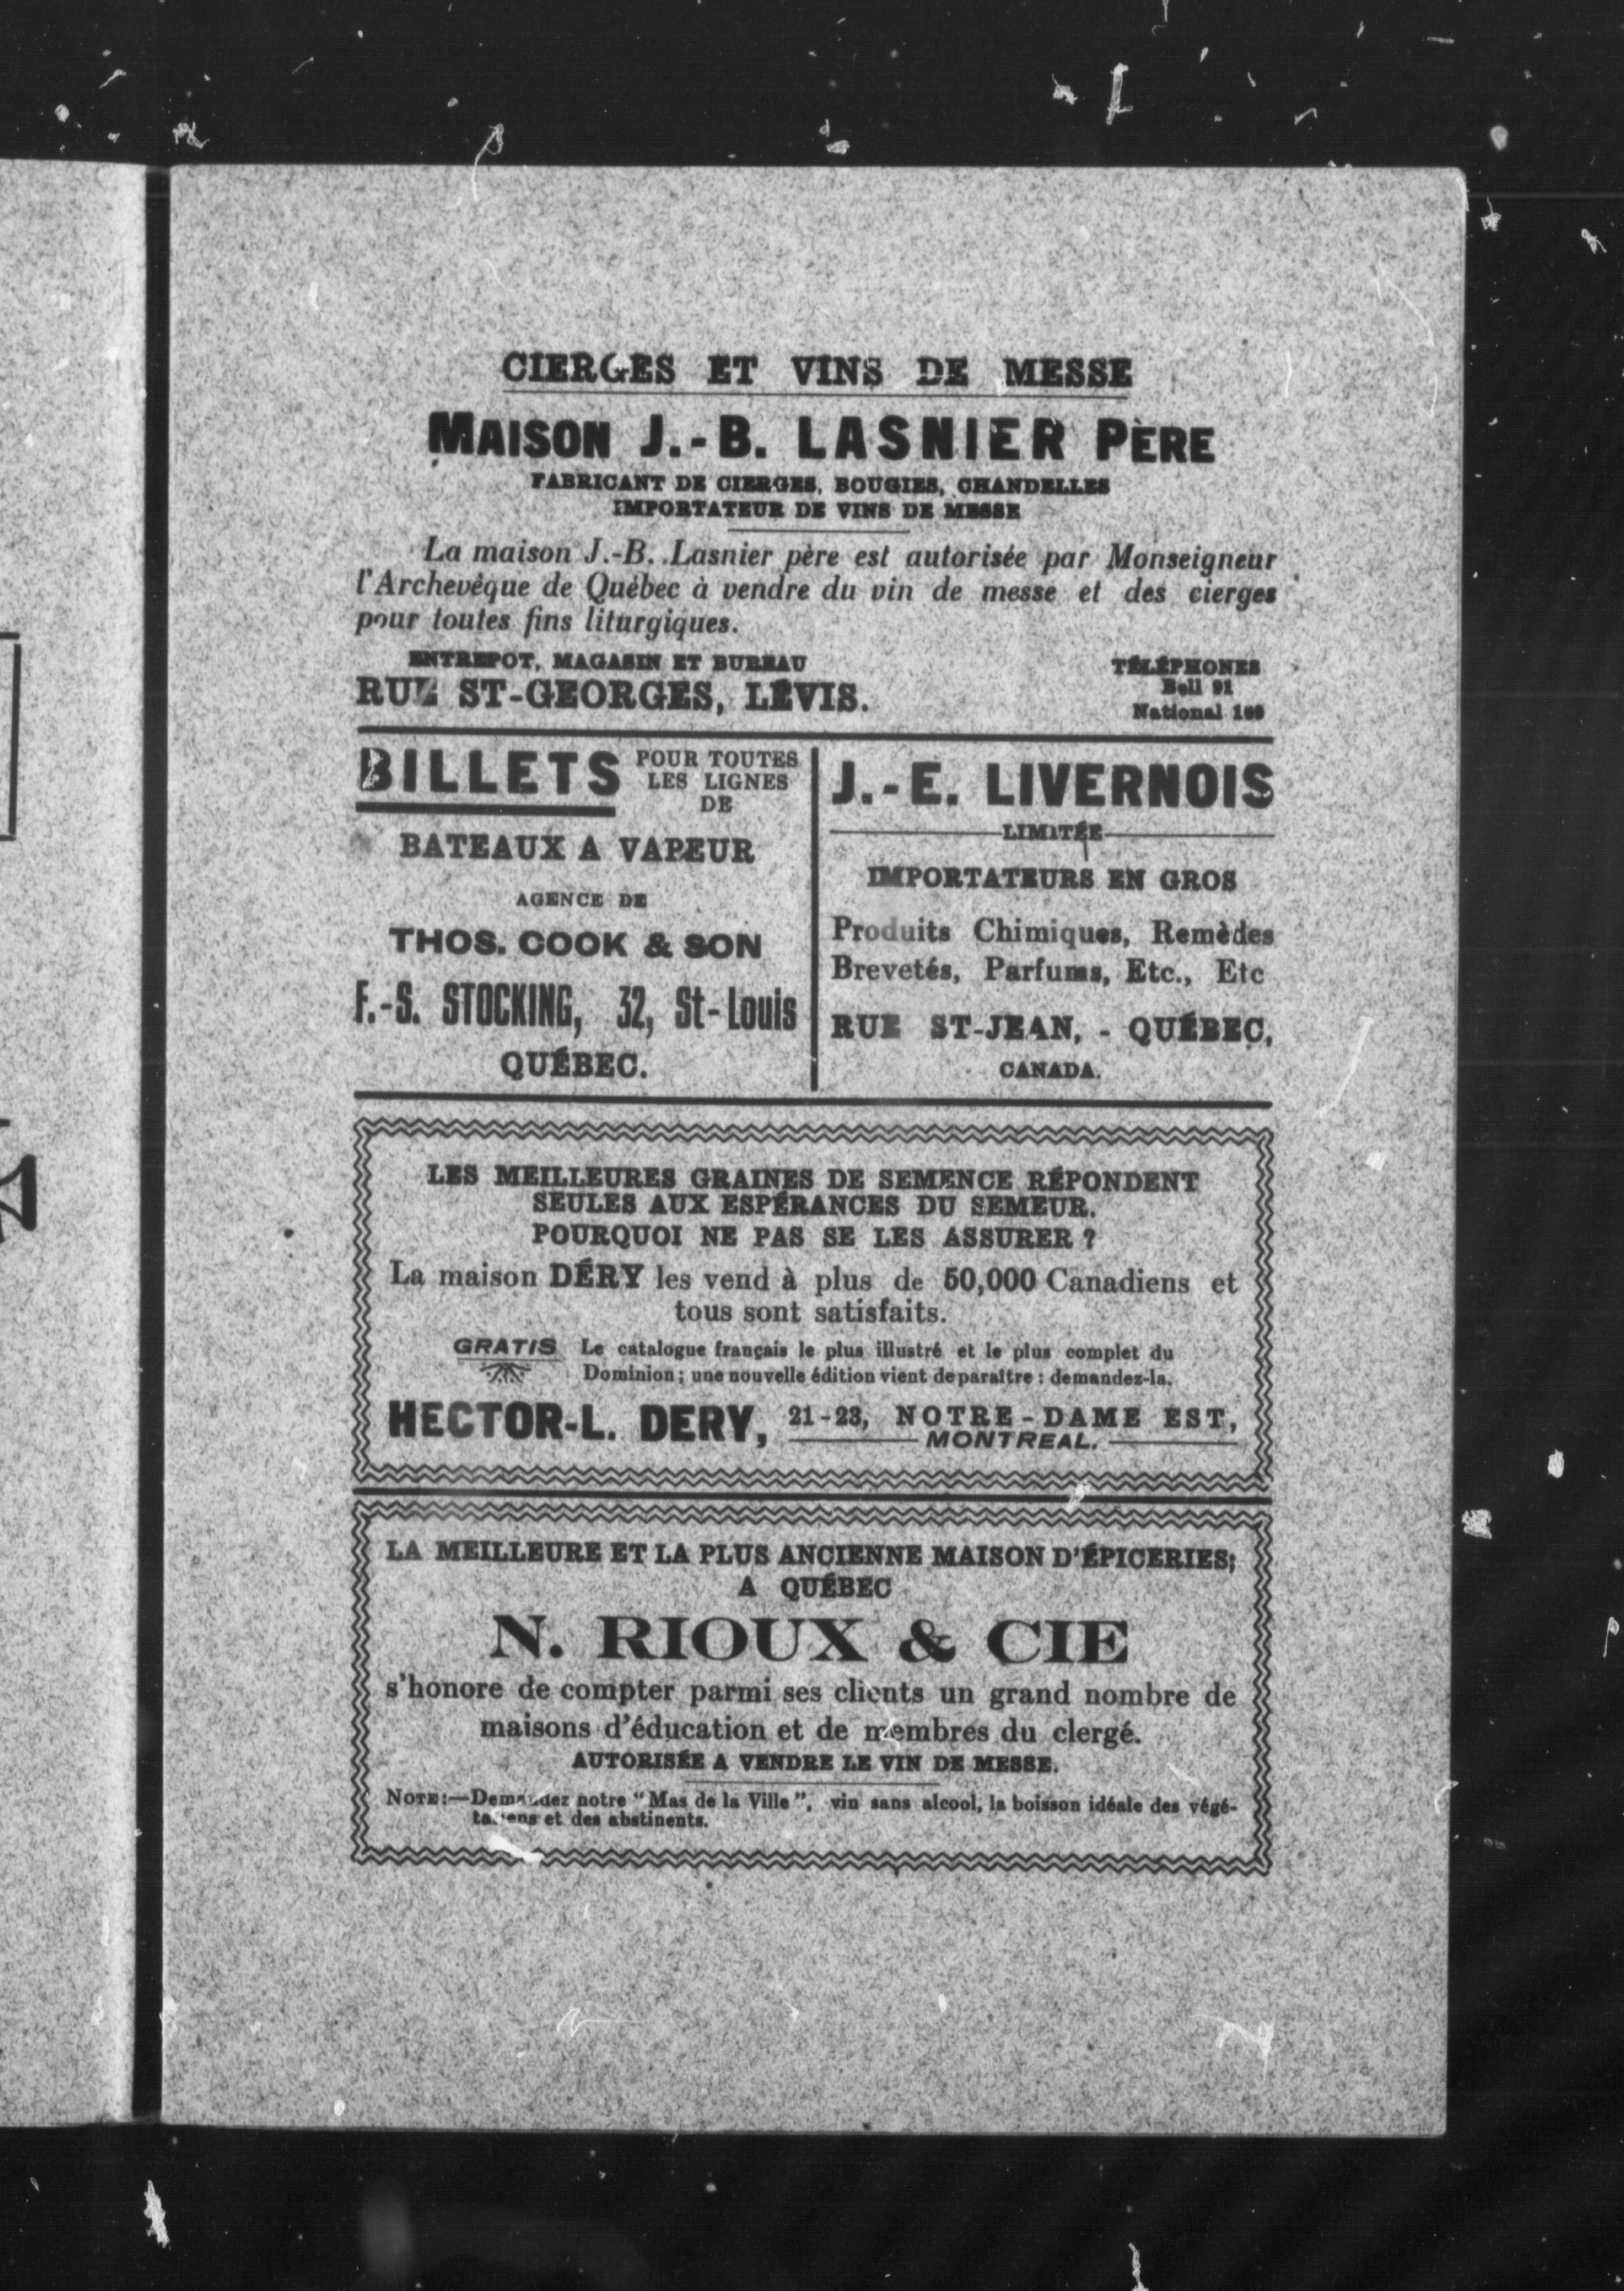 CIERGES ET VINS DE MESSE
MAISON J.-B. LASNIER PÈRE
FABRICANT DE CIERGES, BOUGIES, CHANDELLES
IMPORTATEUR DE VINS DE MESSE
La maison J.-B. Lasnier père est autorisée par Monseigneur
l'Archevêque de Québec à vendre du vin de messe et des cierges
pour toutes fins liturgiques.
ENTREPOT, MAGASIN ET BUREAU
RUE ST-GEORGES, LÉVIS.
TÉLÉPHONES
Bell 91
National
BILLETS
POUR TOUTES
LES LIGNES
DE
BATEAUX A VAPEUR
AGENCE DE
THOS. COOK & SON
F.-S. STOCKING, 32, St-Louis
QUÉBEC.
J.-E. LIVERNOIS
LIMITÉE
IMPORTATEURS EN GROS
Produits Chimiques, Remèdes
Brevetés, Parfums, Etc., Etc
RUE ST-JEAN, - QUÉBEC,
CANADA.
LES MEILLEURES GRAINES DE SEMENCE RÉPONDENT
SEULES AUX ESPÉRANCES DU SEMEUR.
POURQUOI NE PAS SE LES ASSURER ?
La maison DÉRY les vend à plus de 50,000 Canadiens et
tous sont satisfaits.
GRATIS Le catalogue français le plus illustré et le plus complet du
Dominion ; une nouvelle édition vient de paraître : demandez-la.
HECTOR-L. DERY, 21-23, NOTRE-DAME EST,
MONTREAL.
LA MEILLEURE ET LA PLUS ANCIENNE MAISON D'ÉPICERIES;
A QUÉBEC
N. RIOUX & CIE
s'honore de compter parmi ses clients un grand nombre de
maisons d'éducation et de membres du clergé.
AUTORISÉE A VENDRE LE VIN DE MESSE.
NOTE:—Demandez notre "Mas de la Ville", vin sans alcool, la boisson idéale des végé-
tariens et des abstinents.